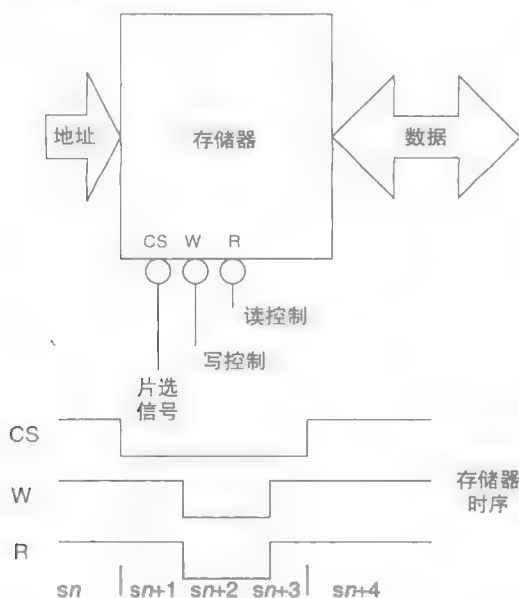 地址
存储器
数据
CS W R
读控制
写控制
片选
信号
CS
W
存储器
时序
R
sn sn+1 sn+2 sn+3 sn+4